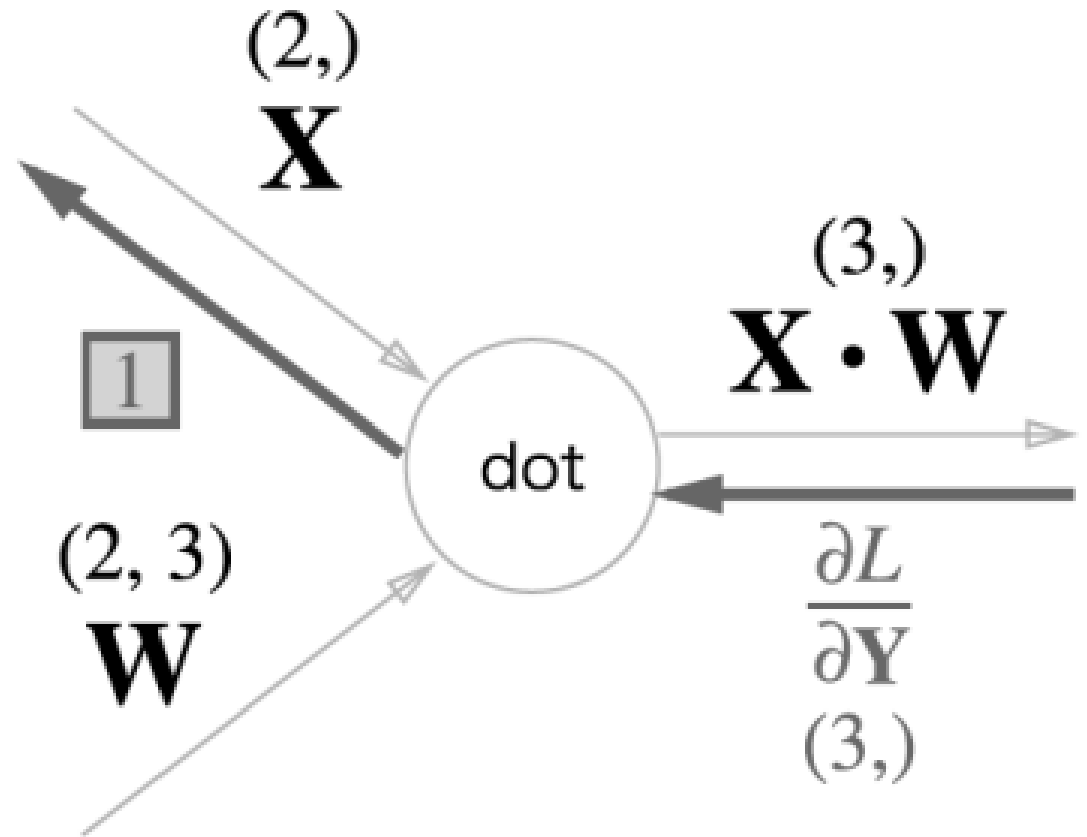 (2,)
X
(3,)
X · W
1
dot
(2, 3)
W
∂L
∂Y
(3,)